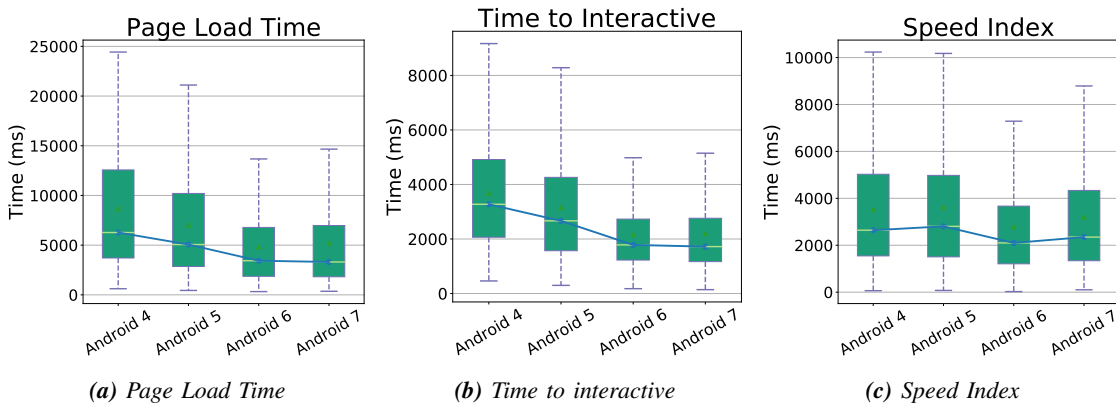 Page Load Time
Time (ms)
25000
20000
15000
10000
5000
0
Android 4
Android 5
Android 6
Android 7
(a) Page Load Time
Time to Interactive
Time (ms)
8000
6000
4000
2000
0
Android 4
Android 5
Android 6
Android 7
(b) Time to interactive
Speed Index
Time (ms)
10000
8000
6000
4000
2000
0
Android 4
Android 5
Android 6
Android 7
(c) Speed Index